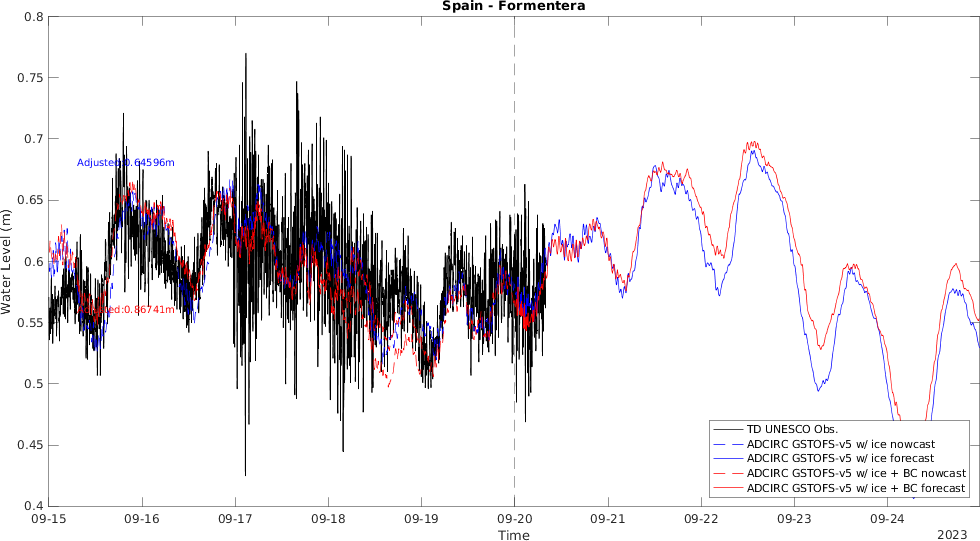 Spain - Formentera
0.8
0.75
0.7
0.65
0.6
0.55
0.5
0.45
0.4
Water Level (m)
Adjusted:0.64596m
:0.86741m
TD UNESCO Obs.
ADCIRC GSTOFS-v5 w/ ice nowcast
ADCIRC GSTOFS-v5 w/ ice forecast
ADCIRC GSTOFS-v5 w/ ice + BC nowcast
ADCIRC GSTOFS-v5 w/ ice + BC forecast
09-15 09-16 09-17 09-18 09-19 09-20 09-21 09-22 09-23 09-24
Time
2023